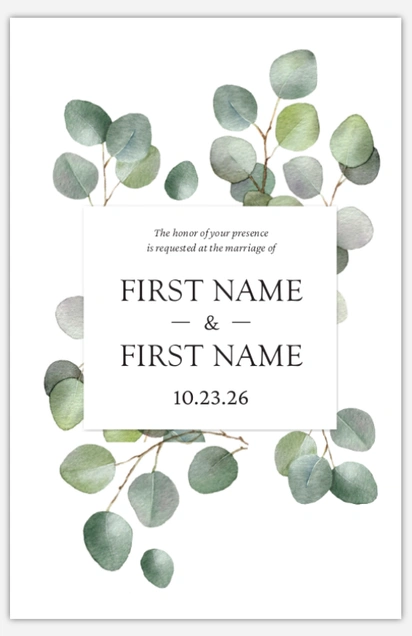 The honor of your presence
is requested at the marriage of
FIRST NAME
— & —
FIRST NAME
10.23.26